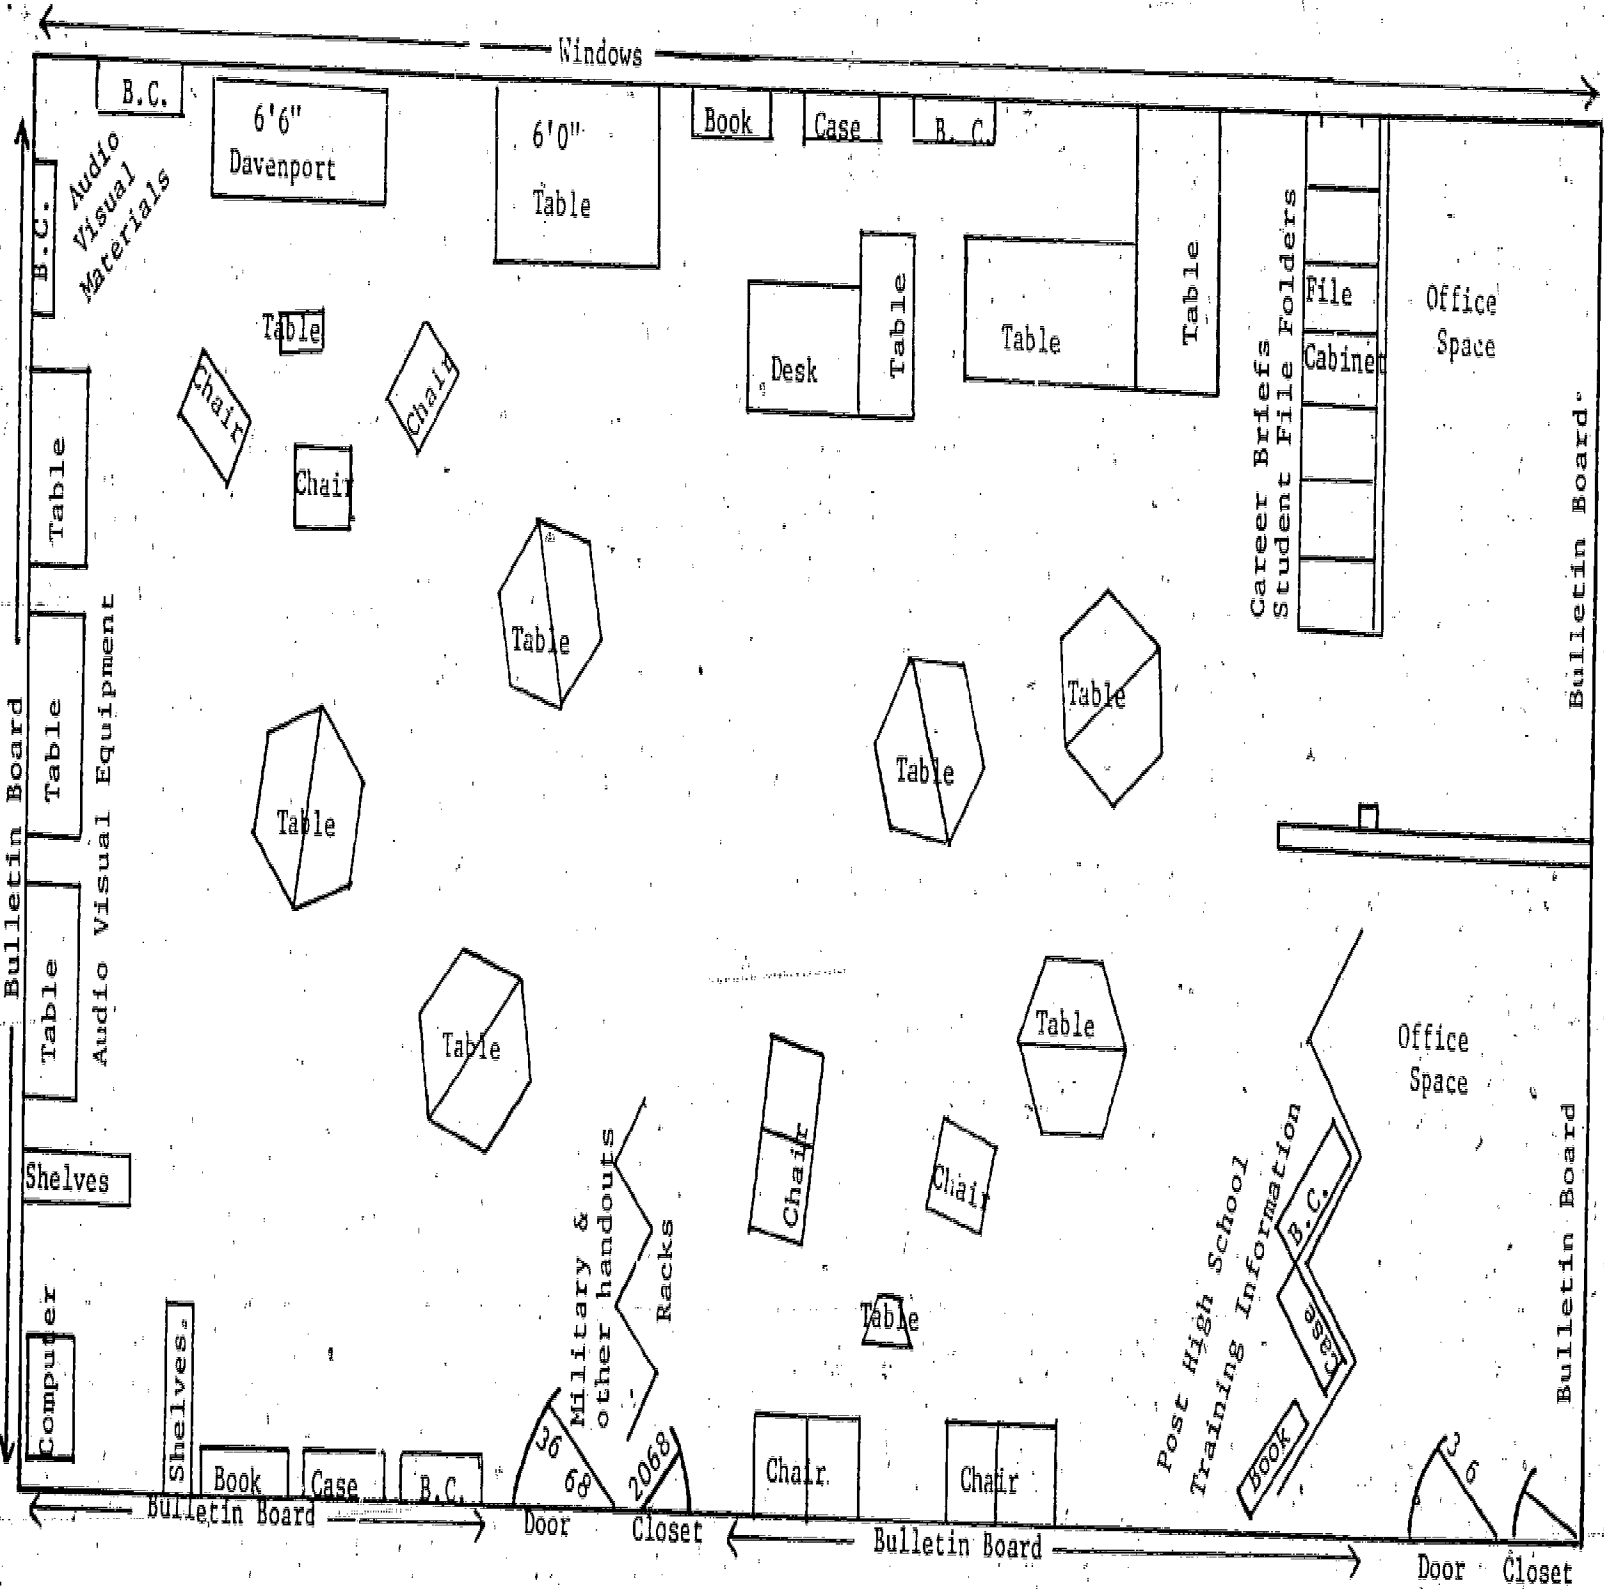 Windows
B.C.
6'6"
Davenport
6'0"
Table
Book
Case
B. C.
B.C.
Audio
Visual
Materials
Table
Chair
Chair
Chair
Desk
Table
Table
Table
Career Briefs
Student File Folders
File
Cabinet
Office
Space
Bulletin Board
Table
Table
Table
Audio Visual Equipment
Bulletin Board
Table
Table
Table
Table
Table
Table
Shelves
Computer
Shelves
Book
Case
B.C.
Bulletin Board
36
68
Door
Military &
other handouts
Racks
2068
Closet
Chair
Chair
Table
Chair
Chair
Bulletin Board
Post High School
Training Information
B.C.
Case
Book
Office
Space
Bulletin Board
3
6
Door
Closet